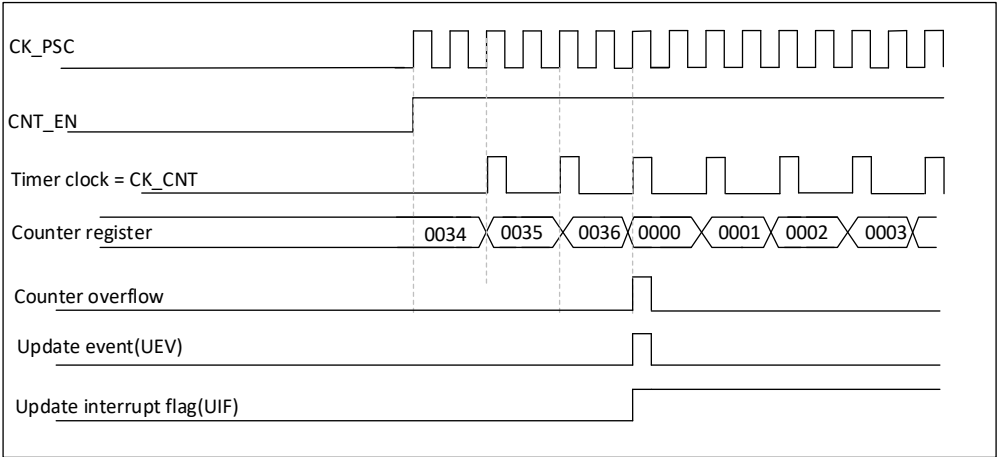 CK_PSC
CNT_EN
Timer clock = CK_CNT
Counter register 0034 0035 0036 0000 0001 0002 0003
Counter overflow
Update event(UEV)
Update interrupt flag(UIF)